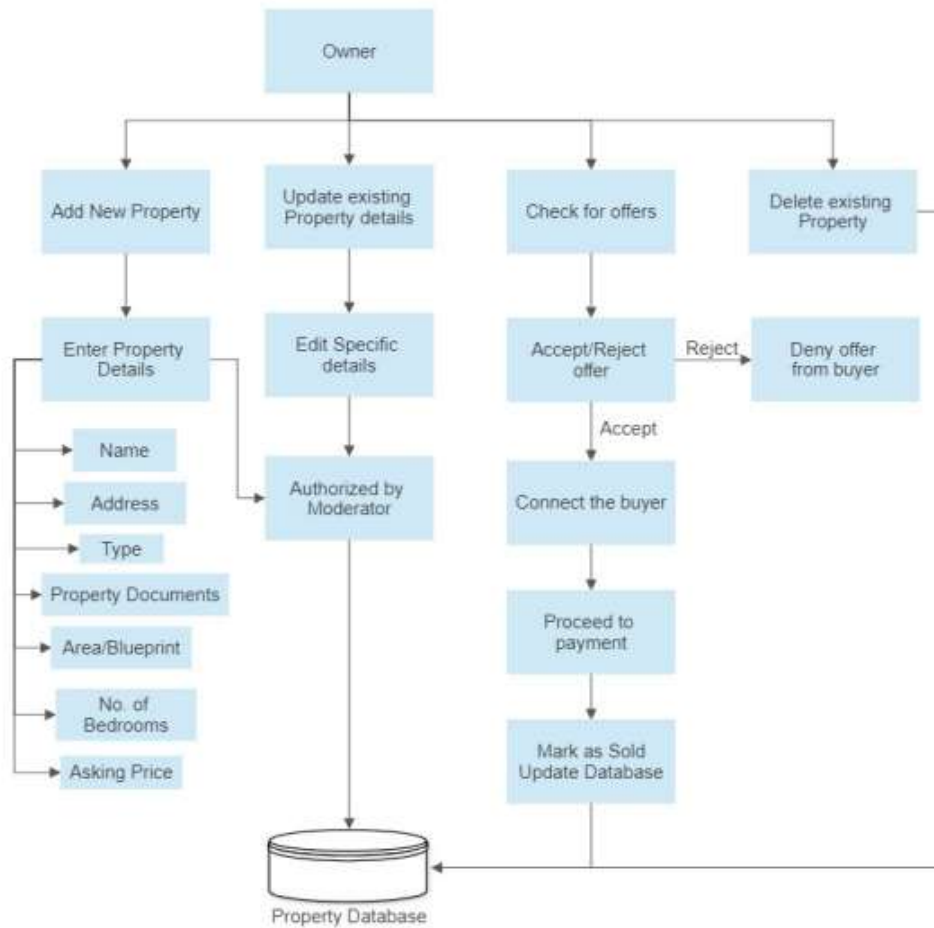 Owner
Add New Property
Update existing
Property details
Check for offers
Delete existing
Property
Enter Property
Details
Edit Specific
details
Accept/Reject
offer
Reject
Deny offer
from buyer
Accept
Name
Address
Type
Property Documents
Area/Blueprint
No. of
Bedrooms
Asking Price
Authorized by
Moderator
Connect the buyer
Proceed to
payment
Mark as Sold
Update Database
Property Database